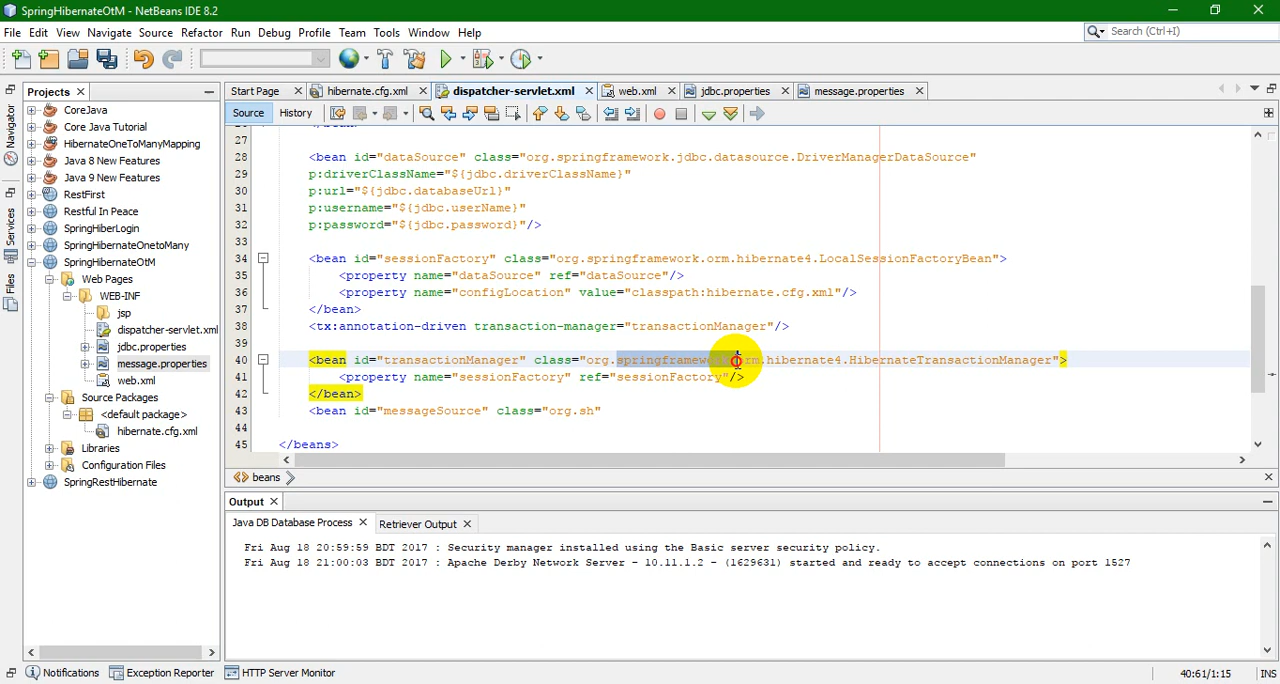 SpringHibernateOtM - NetBeans IDE 8.2
File Edit View Navigate Source Refactor Run Debug Profile Team Tools Window Help
Search (Ctrl+I)
Projects
Start Page hibernate.cfg.xml dispatcher-servlet.xml web.xml jdbc.properties message.properties
Source History
Navigator
Services
Files
CoreJava
Core Java Tutorial
HibernateOneToManyMapping
Java 8 New Features
Java 9 New Features
RestFirst
Restful In Peace
SpringHiberLogin
SpringHibernateOnetoMany
SpringHibernateOtM
Web Pages
WEB-INF
jsp
dispatcher-servlet.xml
jdbc.properties
message.properties
web.xml
Source Packages
<default package>
hibernate.cfg.xml
Libraries
Configuration Files
SpringRestHibernate
27
28 <bean id="dataSource" class="org.springframework.jdbc.datasource.DriverManagerDataSource"
29 p:driverClassName="${jdbc.driverClassName}"
30 p:url="${jdbc.databaseUrl}"
31 p:username="${jdbc.userName}"
32 p:password="${jdbc.password}"/>
33
34 <bean id="sessionFactory" class="org.springframework.orm.hibernate4.LocalSessionFactoryBean">
35 <property name="dataSource" ref="dataSource"/>
36 <property name="configLocation" value="classpath:hibernate.cfg.xml"/>
37 </bean>
38 <tx:annotation-driven transaction-manager="transactionManager"/>
39
40 <bean id="transactionManager" class="org.springframework.orm.hibernate4.HibernateTransactionManager">
41 <property name="sessionFactory" ref="sessionFactory"/>
42 </bean>
43 <bean id="messageSource" class="org.sh"
44
45 </beans>
beans
Output
Java DB Database Process Retriever Output
Fri Aug 18 20:59:59 BDT 2017 : Security manager installed using the Basic server security policy.
Fri Aug 18 21:00:03 BDT 2017 : Apache Derby Network Server - 10.11.1.2 - (1629631) started and ready to accept connections on port 1527
Notifications Exception Reporter HTTP Server Monitor
40:61/1:15 INS